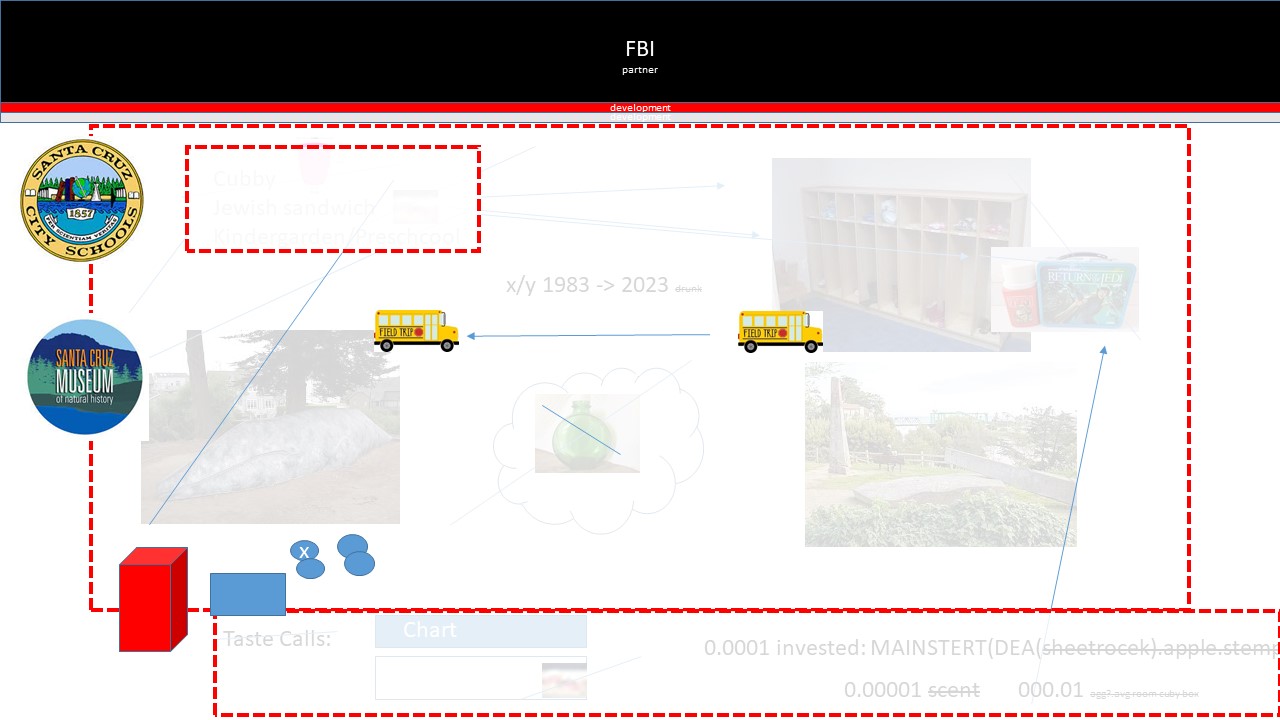 FBI
partner
development
development
SANTA CRUZ
1857
CITY SCHOOLS
Cubby
Jewish sandwich
Kindergarden/Preschool
x/y 1983 -> 2023 drunk
RETURN OF THE JEDI
FIELD TRIP
FIELD TRIP
SANTA CRUZ
MUSEUM
of natural history
X
Taste Calls:
Chart
0.0001 invested: MAINSTERT(DEA(sheetrocek).apple.stemp
0.00001 scent
000.01
room cuby box